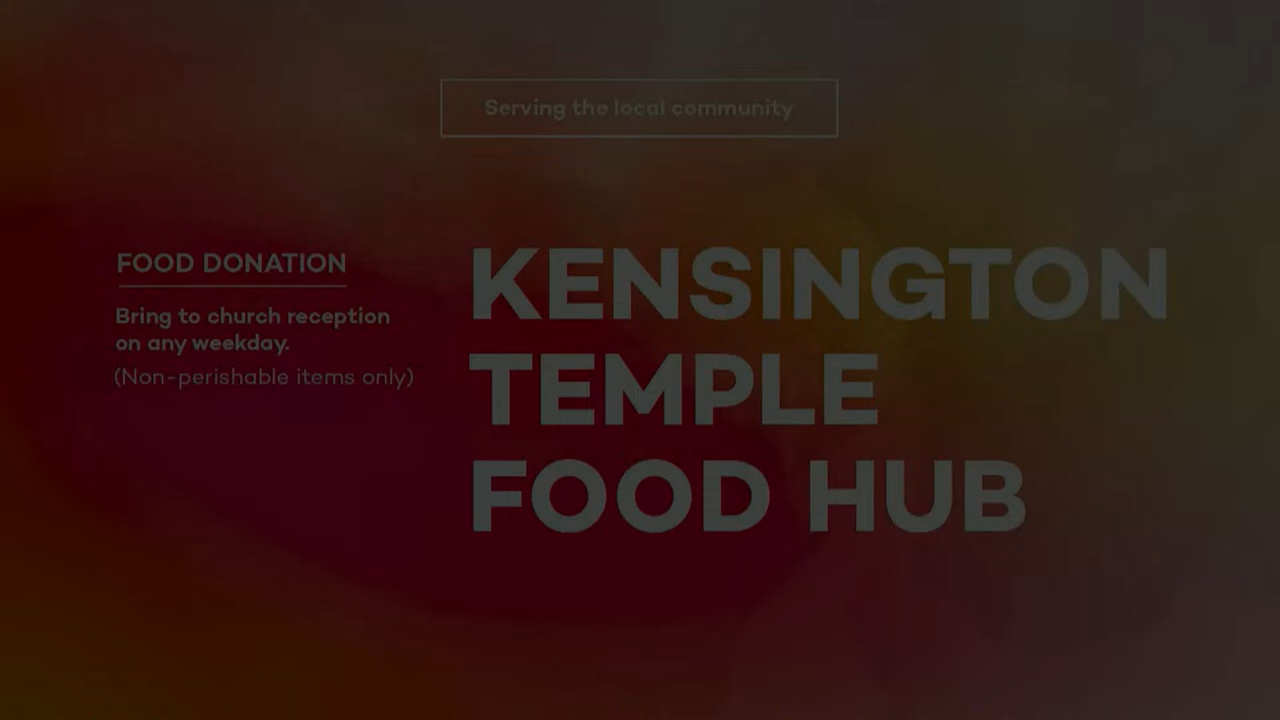 Serving the local community
FOOD DONATION
Bring to church reception
on any weekday.
(Non-perishable items only)
KENSINGTON
TEMPLE
FOOD HUB